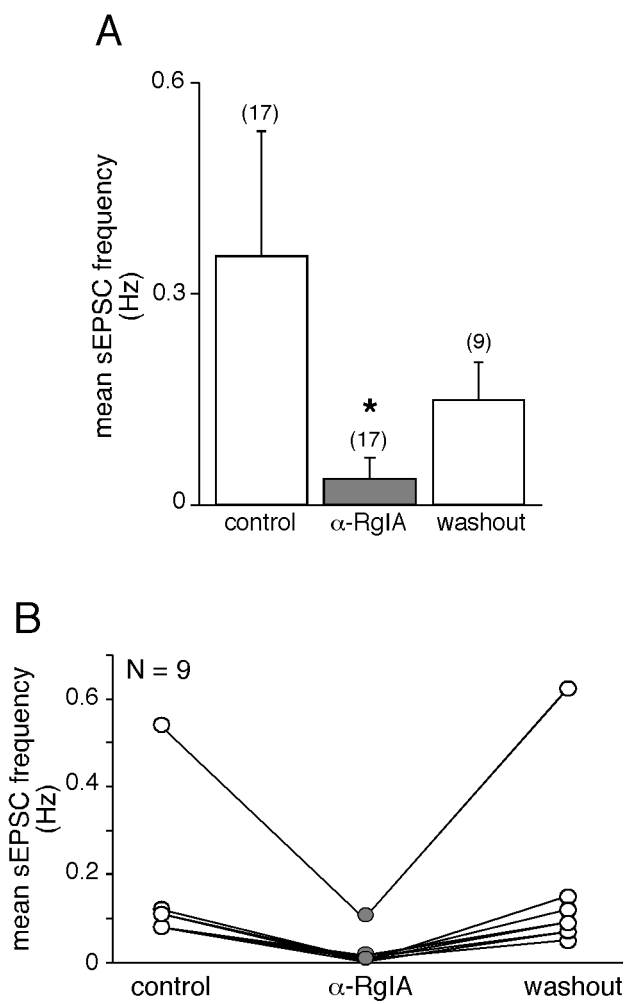 A
mean sEPSC frequency
(Hz)
0.6
0.3
0
(17)
*
(17)
(9)
control
α-RgIA
washout
B
mean sEPSC frequency
(Hz)
N = 9
0.6
0.4
0.2
0
control
α-RgIA
washout